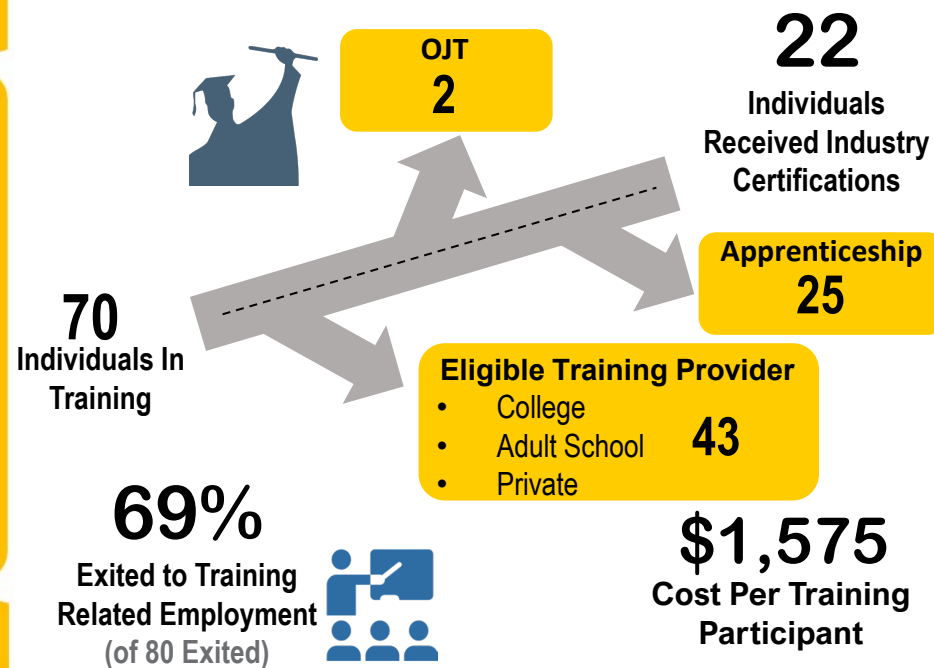 OJT
2
22
Individuals
Received Industry
Certifications
Apprenticeship
25
70
Individuals In
Training
Eligible Training Provider
• College
• Adult School
• Private
43
69%
Exited to Training
Related Employment
(of 80 Exited)
$1,575
Cost Per Training
Participant